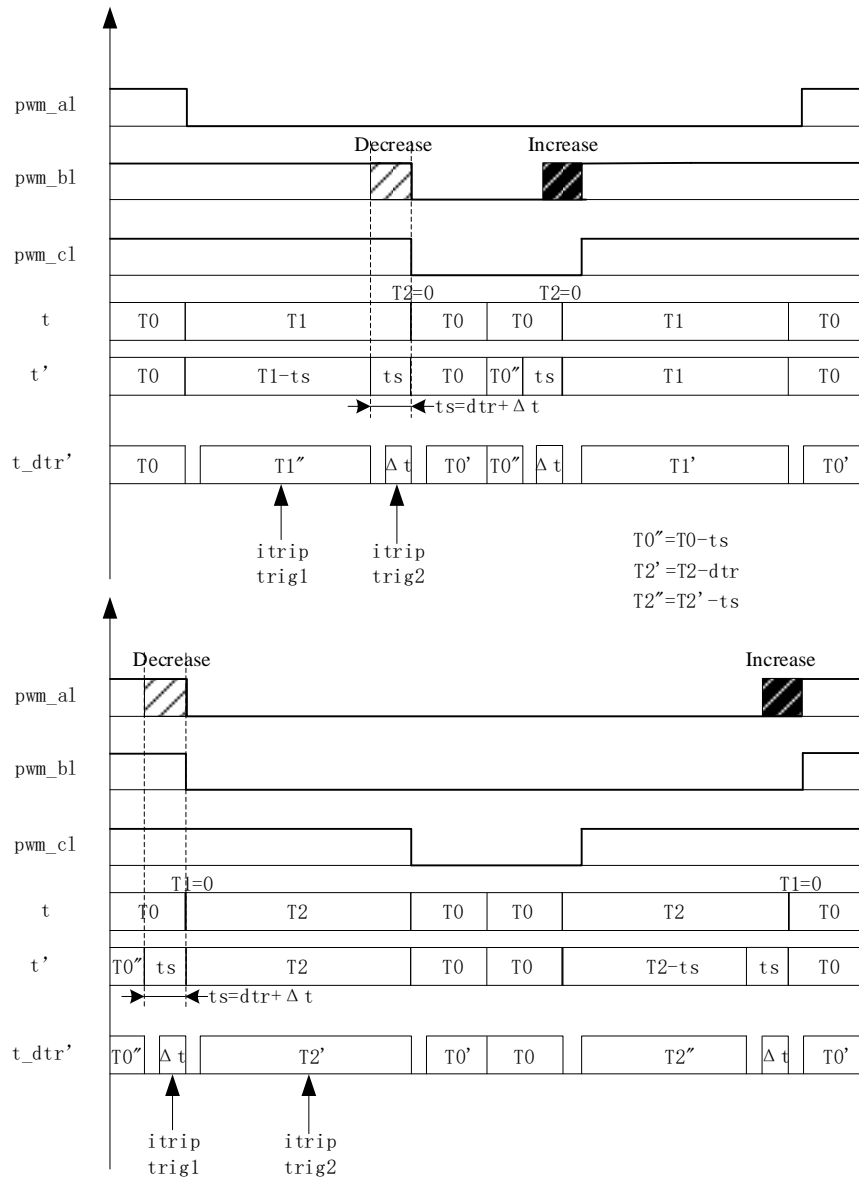 pwm_al
Decrease Increase
pwm_bl
pwm_cl
T2=0 T2=0
t T0 T1 T0 T0 T1 T0
t' T0 T1-ts ts T0 T0″ ts T1 T0
ts=dtr+Δt
t_dtr' T0 T1″ Δt T0' T0″ Δt T1' T0'
itrip itrip
trig1 trig2
T0″=T0-ts
T2'=T2-dtr
T2″=T2'-ts
Decrease Increase
pwm_al
pwm_bl
pwm_cl
T1=0 T1=0
t T0 T2 T0 T0 T2 T0
t' T0″ ts T2 T0 T0 T2-ts ts T0
ts=dtr+Δt
t_dtr' T0″ Δt T2' T0' T0 T2″ Δt T0'
itrip itrip
trig1 trig2